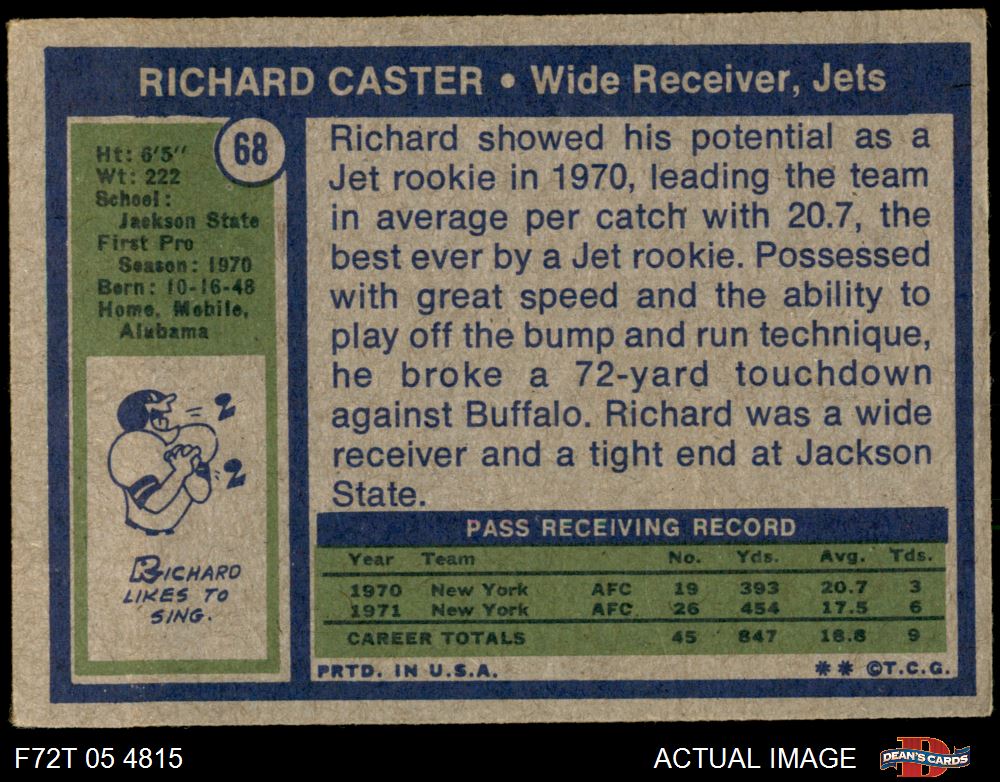 RICHARD CASTER • Wide Receiver, Jets
68
Ht: 6'5"
Wt: 222
School:
Jackson State
First Pro
Season: 1970
Born: 10-16-48
Home. Mobile,
Alabama
2
2
RICHARD
LIKES TO
SING.
Richard showed his potential as a
Jet rookie in 1970, leading the team
in average per catch with 20.7, the
best ever by a Jet rookie. Possessed
with great speed and the ability to
play off the bump and run technique,
he broke a 72-yard touchdown
against Buffalo. Richard was a wide
receiver and a tight end at Jackson
State.
PASS RECEIVING RECORD
Year Team No. Yds. Avg. Tds.
1970 New York AFC 19 393 20.7 3
1971 New York AFC 26 454 17.5 6
CAREER TOTALS 45 847 18.8 9
PRTD. IN U.S.A. ** ©T.C.G.
F72T 05 4815 ACTUAL IMAGE
DEAN'S CARDS